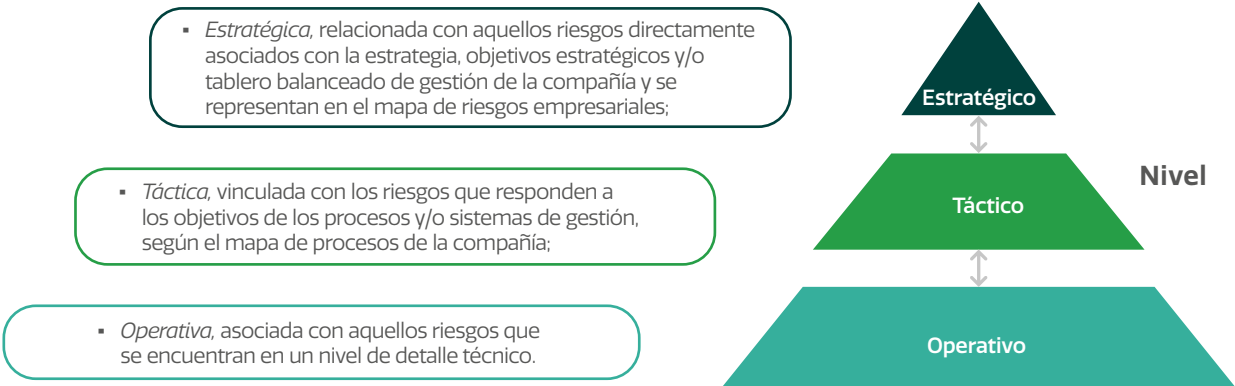 ▪ Estratégica, relacionada con aquellos riesgos directamente
asociados con la estrategia, objetivos estratégicos y/o
tablero balanceado de gestión de la compañía y se
representan en el mapa de riesgos empresariales;
Estratégico
▪ Táctica, vinculada con los riesgos que responden a
los objetivos de los procesos y/o sistemas de gestión,
según el mapa de procesos de la compañía;
Táctico
Nivel
▪ Operativa, asociada con aquellos riesgos que
se encuentran en un nivel de detalle técnico.
Operativo